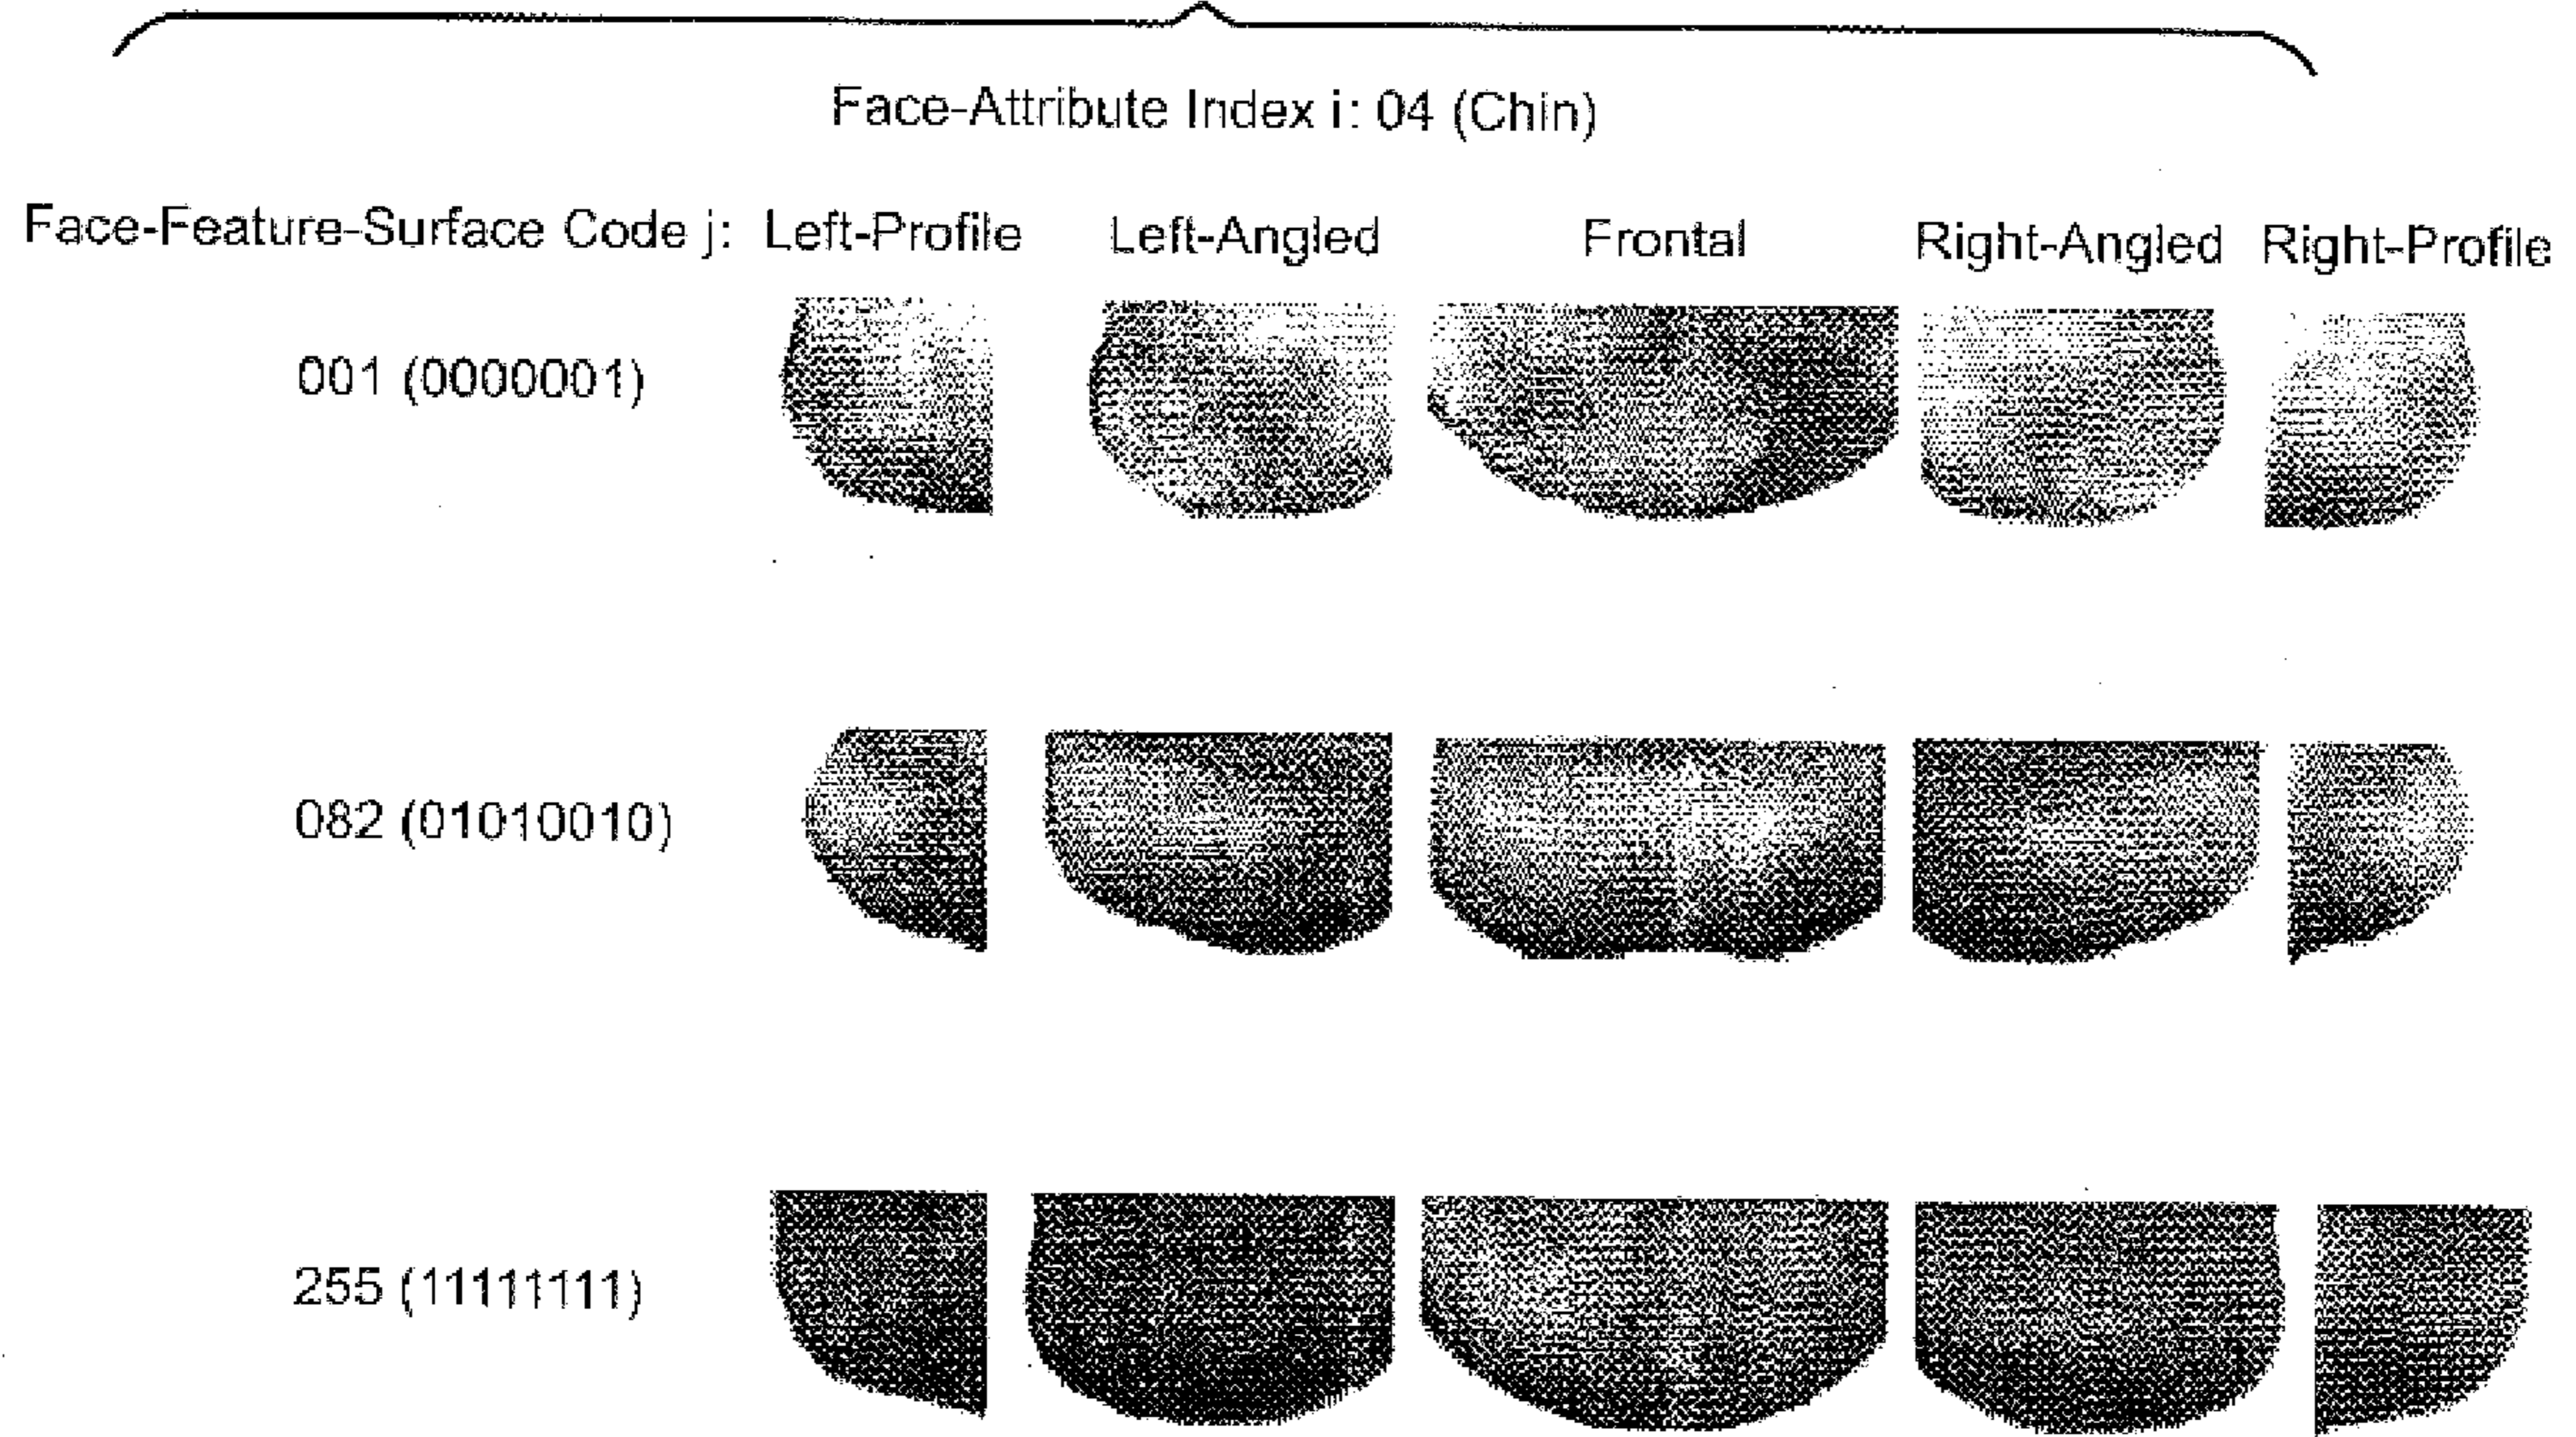 Face-Attribute Index i: 04 (Chin)
Face-Feature-Surface Code j: Left-Profile Left-Angled Frontal Right-Angled Right-Profile
001 (0000001)
082 (01010010)
255 (11111111)